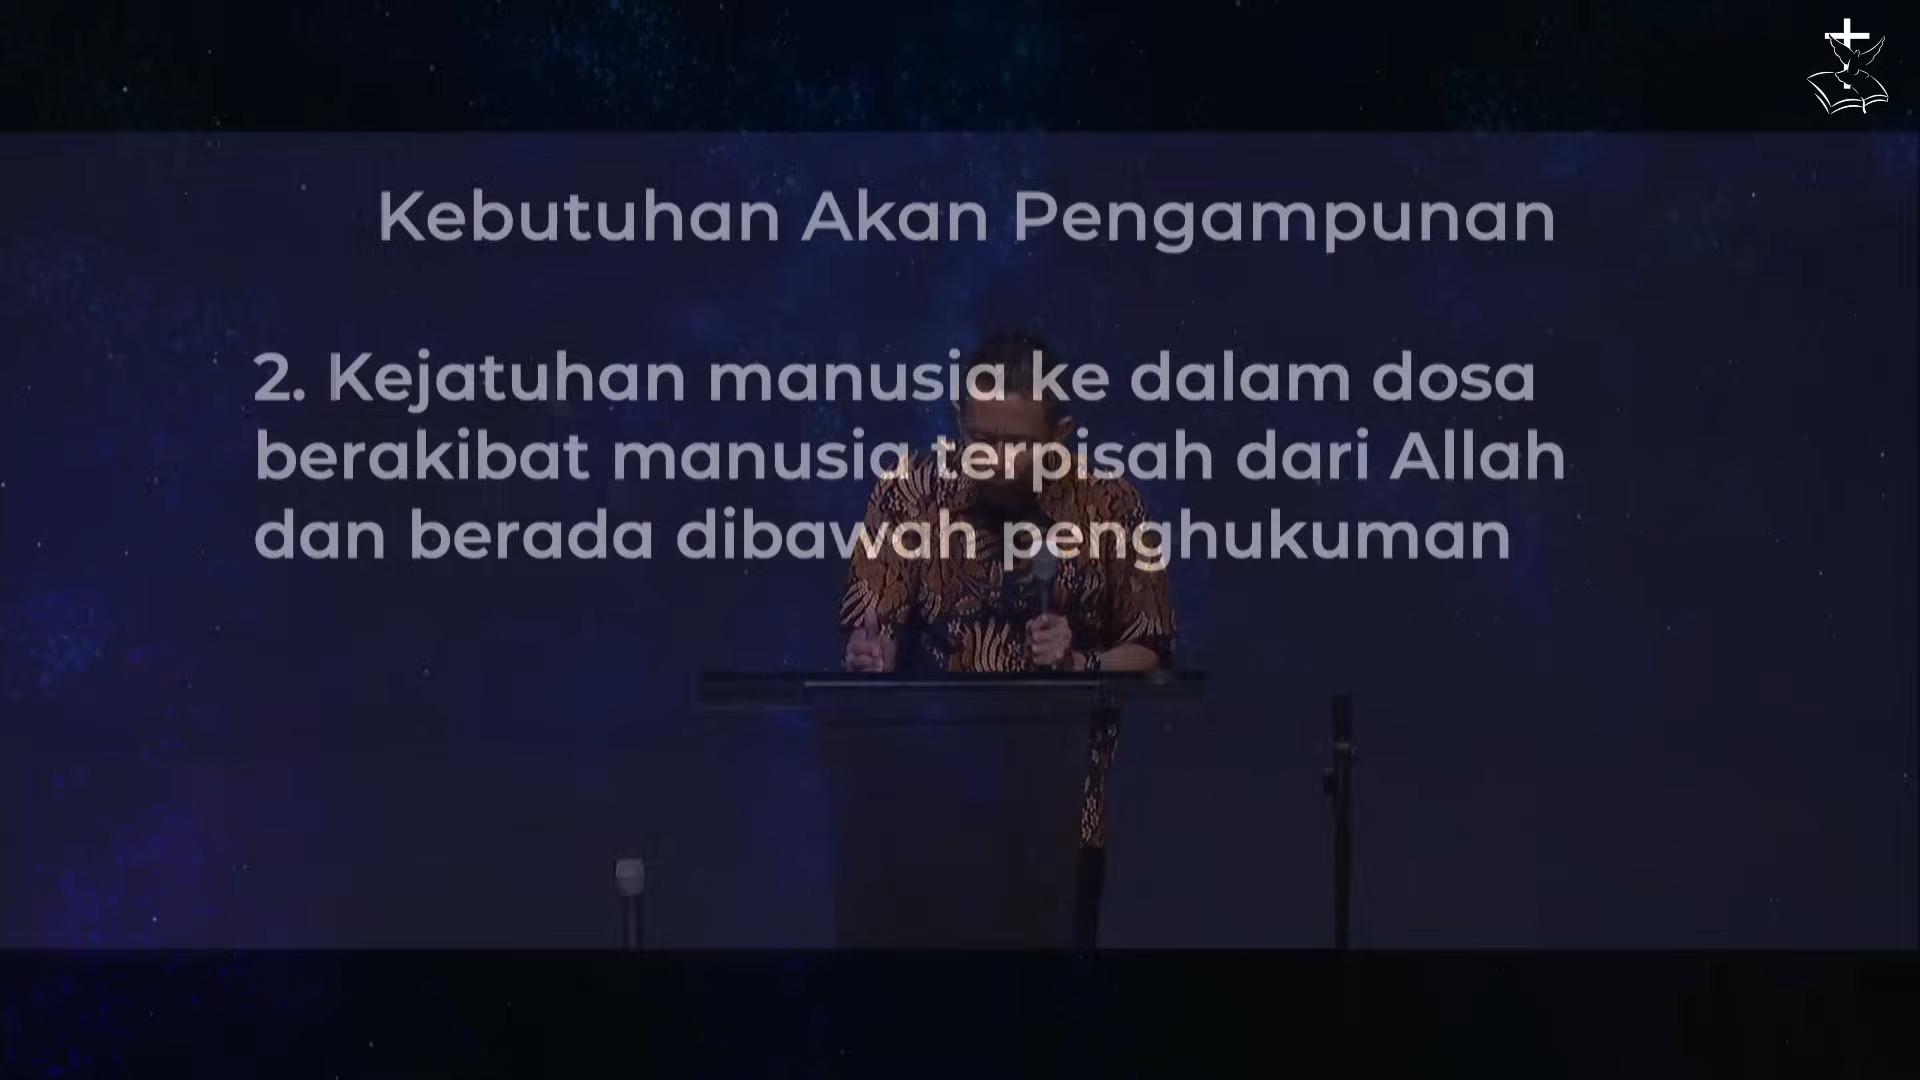 Kebutuhan Akan Pengampunan
2. Kejatuhan manusia ke dalam dosa
berakibat manusia terpisah dari Allah
dan berada dibawah penghukuman